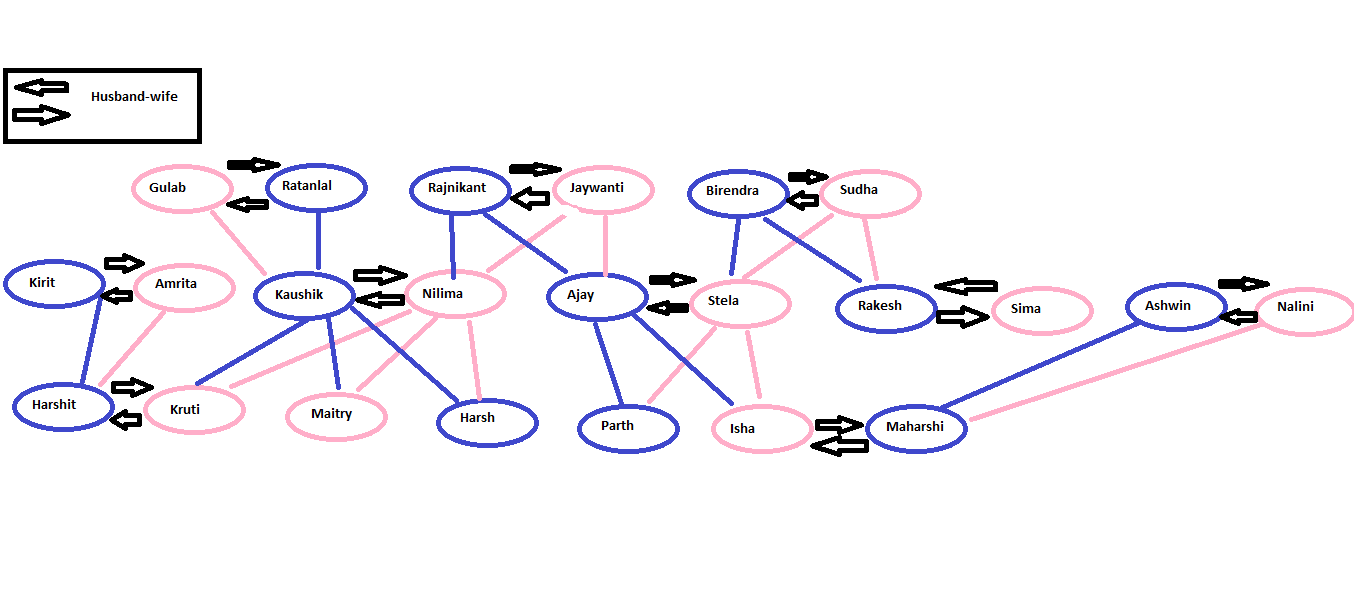 Husband-wife
Gulab
Ratanlal
Rajnikant
Jaywanti
Birendra
Sudha
Kirit
Amrita
Kaushik
Nilima
Ajay
Stela
Rakesh
Sima
Ashwin
Nalini
Harshit
Kruti
Maitry
Harsh
Parth
Isha
Maharshi